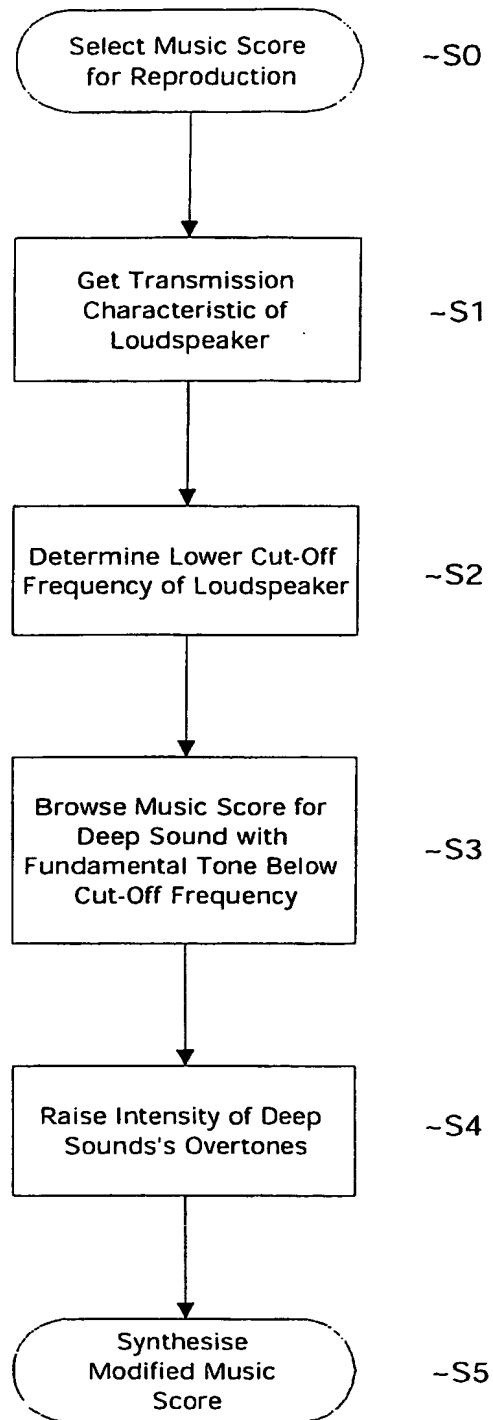 Select Music Score
for Reproduction
~S0
Get Transmission
Characteristic of
Loudspeaker
~S1
Determine Lower Cut-Off
Frequency of Loudspeaker
~S2
Browse Music Score for
Deep Sound with
Fundamental Tone Below
Cut-Off Frequency
~S3
Raise Intensity of Deep
Sounds's Overtones
~S4
Synthesise
Modified Music
Score
~S5